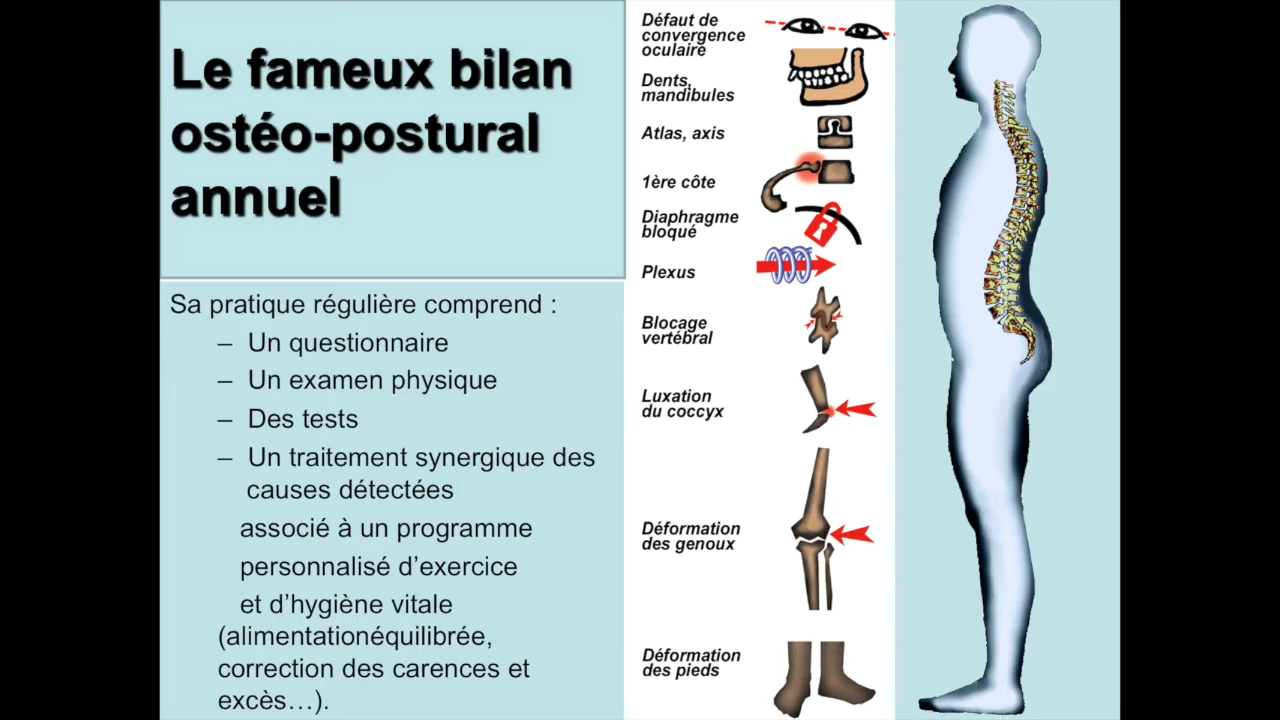 Le fameux bilan
ostéo-postural
annuel
Sa pratique régulière comprend :
– Un questionnaire
– Un examen physique
– Des tests
– Un traitement synergique des
causes détectées
associé à un programme
personnalisé d’exercice
et d’hygiène vitale
(alimentationéquilibrée,
correction des carences et
excès…).
Défaut de
convergence
oculaire
Dents,
mandibules
Atlas, axis
1ère côte
Diaphragme
bloqué
Plexus
Blocage
vertébral
Luxation
du coccyx
Déformation
des genoux
Déformation
des pieds